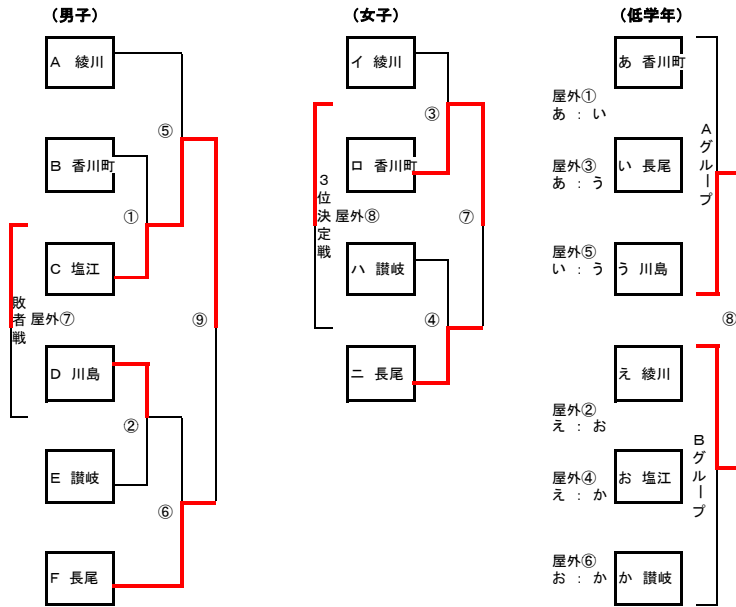 (男子)
A 綾川
⑤
B 香川町
①
C 塩江
敗者戦
屋外⑦
⑨
D 川島
②
E 讃岐
⑥
F 長尾
(女子)
イ 綾川
③
ロ 香川町
3位決定戦
屋外⑧
⑦
ハ 讃岐
④
ニ 長尾
(低学年)
あ 香川町
屋外①
あ : い
Aグループ
屋外③
あ : う
い 長尾
屋外⑤
い : う
う 川島
⑧
え 綾川
屋外②
え : お
Bグループ
屋外④
え : か
お 塩江
屋外⑥
お : か
か 讃岐